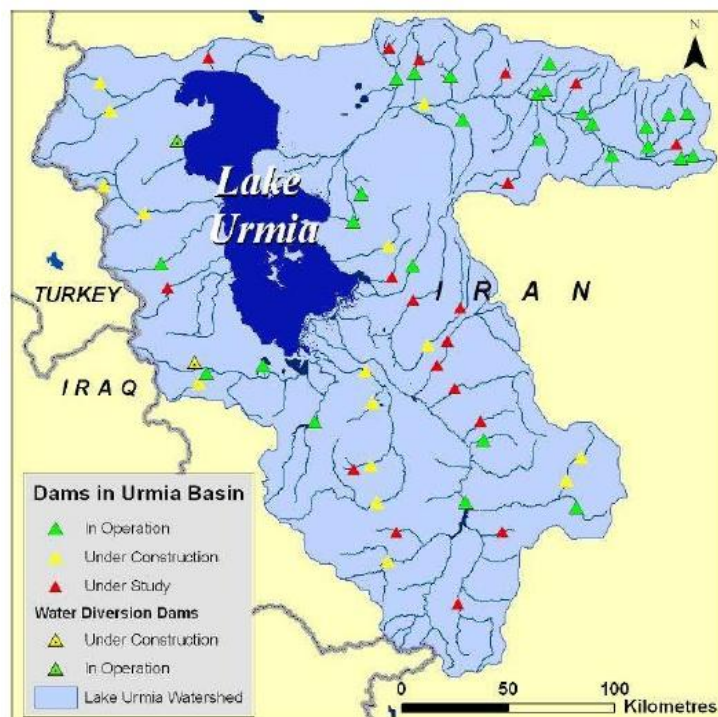 N
Lake
Urmia
TURKEY
I R A N
I R A Q
Dams in Urmia Basin
In Operation
Under Construction
Under Study
Water Diversion Dams
Under Construction
In Operation
Lake Urmia Watershed
0 50 100
Kilometres